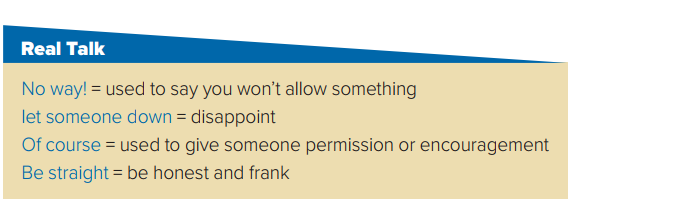 Real Talk
No way! = used to say you won’t allow something
let someone down = disappoint
Of course = used to give someone permission or encouragement
Be straight = be honest and frank